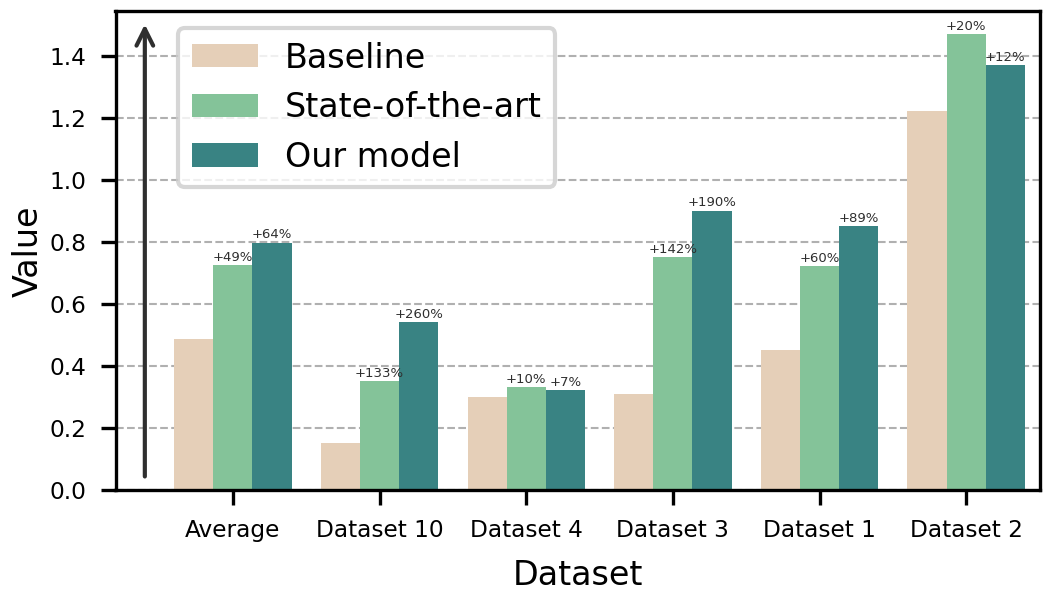 Baseline
State-of-the-art
Our model
Value
1.4
1.2
1.0
0.8
0.6
0.4
0.2
0.0
+49%
+64%
+133%
+260%
+10%
+7%
+142%
+190%
+60%
+89%
+20%
+12%
Average
Dataset 10
Dataset 4
Dataset 3
Dataset 1
Dataset 2
Dataset